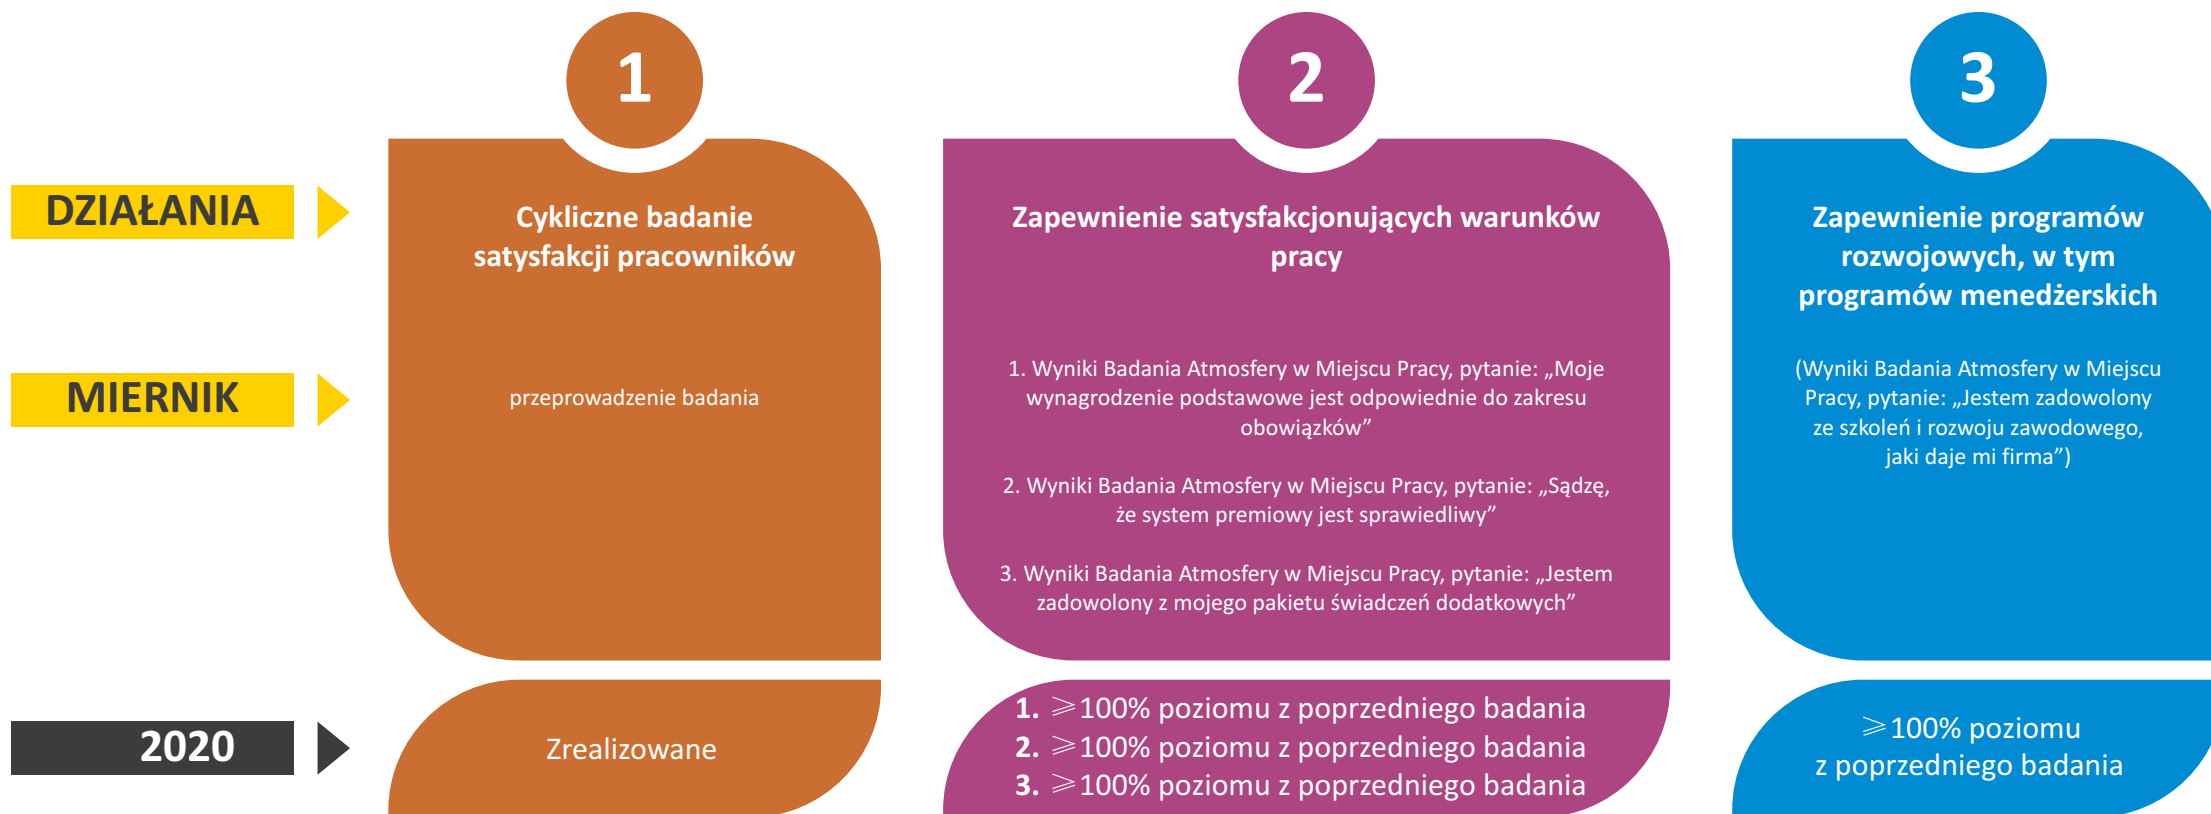 1
2
3
DZIAŁANIA
Cykliczne badanie
satysfakcji pracowników
Zapewnienie satysfakcjonujących warunków
pracy
Zapewnienie programów
rozwojowych, w tym
programów menedżerskich
MIERNIK
przeprowadzenie badania
1. Wyniki Badania Atmosfery w Miejscu Pracy, pytanie: „Moje
wynagrodzenie podstawowe jest odpowiednie do zakresu
obowiązków”
2. Wyniki Badania Atmosfery w Miejscu Pracy, pytanie: „Sądzę,
że system premiowy jest sprawiedliwy”
3. Wyniki Badania Atmosfery w Miejscu Pracy, pytanie: „Jestem
zadowolony z mojego pakietu świadczeń dodatkowych”
(Wyniki Badania Atmosfery w Miejscu
Pracy, pytanie: „Jestem zadowolony
ze szkoleń i rozwoju zawodowego,
jaki daje mi firma”)
2020
Zrealizowane
1. ⩾100% poziomu z poprzedniego badania
2. ⩾100% poziomu z poprzedniego badania
3. ⩾100% poziomu z poprzedniego badania
⩾100% poziomu
z poprzedniego badania